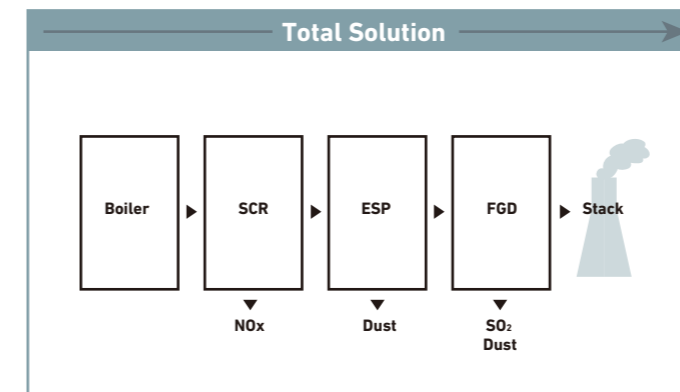 Total Solution
Boiler
SCR
ESP
FGD
Stack
NOx
Dust
SO₂
Dust